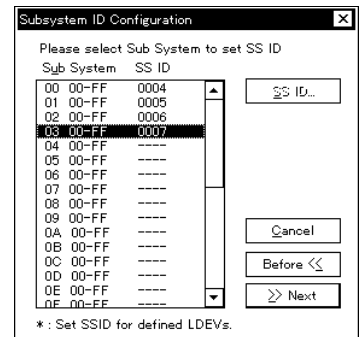 Subsystem ID Configuration
Please select Sub System to set SS ID
Sub System SS ID
00 00-FF 0004
01 00-FF 0005
02 00-FF 0006
03 00-FF 0007
04 00-FF ----
05 00-FF ----
06 00-FF ----
07 00-FF ----
08 00-FF ----
09 00-FF ----
0A 00-FF ----
0B 00-FF ----
0C 00-FF ----
0D 00-FF ----
0E 00-FF ----
0F 00-FF ----
SS ID...
Cancel
Before <<
>> Next
* : Set SSID for defined LDEVs.